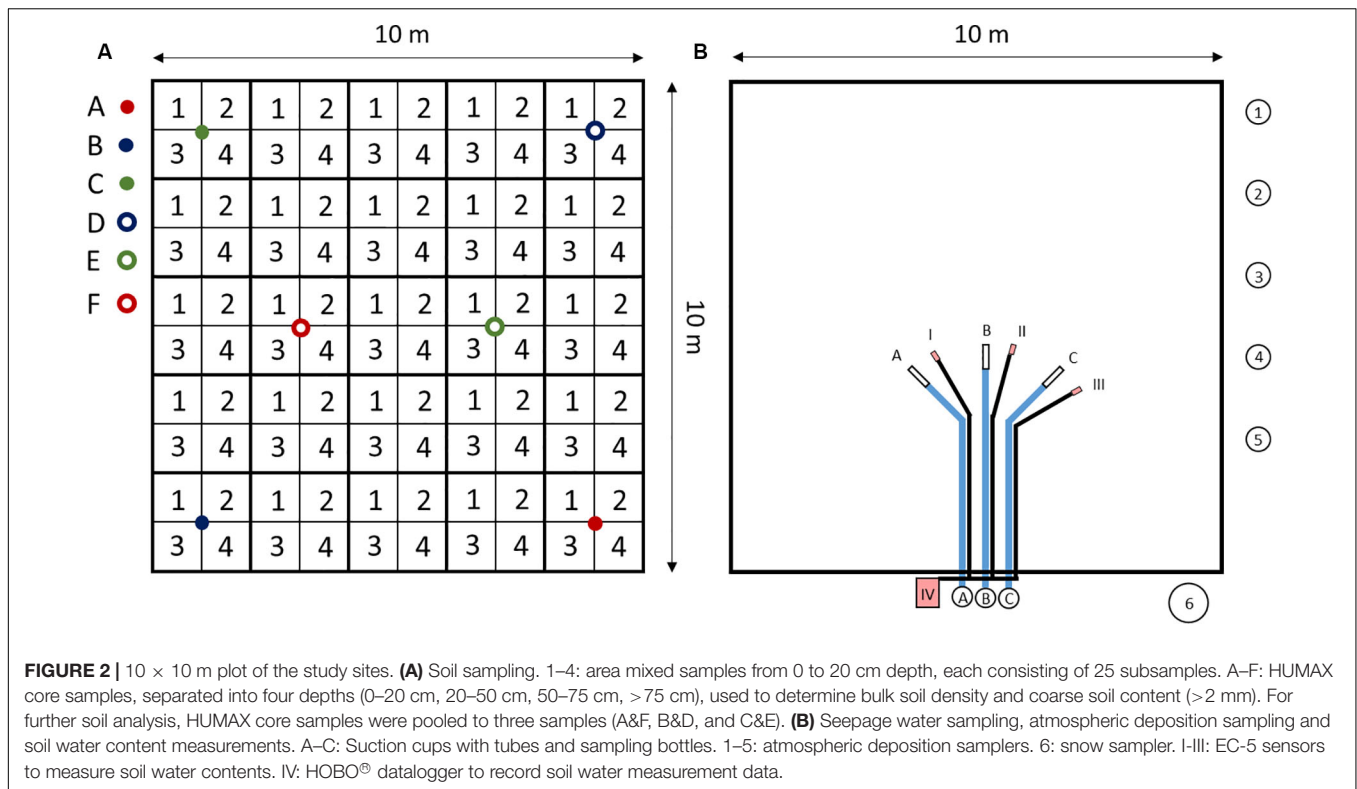 10 m
10 m
A
B
A
B
C
D
E
F
1 2 1 2 1 2 1 2 1 2
3 4 3 4 3 4 3 4 3 4
1 2 1 2 1 2 1 2 1 2
3 4 3 4 3 4 3 4 3 4
1 2 1 2 1 2 1 2 1 2
3 4 3 4 3 4 3 4 3 4
1 2 1 2 1 2 1 2 1 2
3 4 3 4 3 4 3 4 3 4
1 2 1 2 1 2 1 2 1 2
3 4 3 4 3 4 3 4 3 4
10 m
A
I
B
II
C
III
IV
A
B
C
1
2
3
4
5
6
FIGURE 2 | 10 × 10 m plot of the study sites. (A) Soil sampling. 1–4: area mixed samples from 0 to 20 cm depth, each consisting of 25 subsamples. A–F: HUMAX
core samples, separated into four depths (0–20 cm, 20–50 cm, 50–75 cm, >75 cm), used to determine bulk soil density and coarse soil content (>2 mm). For
further soil analysis, HUMAX core samples were pooled to three samples (A&F, B&D, and C&E). (B) Seepage water sampling, atmospheric deposition sampling and
soil water content measurements. A–C: Suction cups with tubes and sampling bottles. 1–5: atmospheric deposition samplers. 6: snow sampler. I-III: EC-5 sensors
to measure soil water contents. IV: HOBO® datalogger to record soil water measurement data.